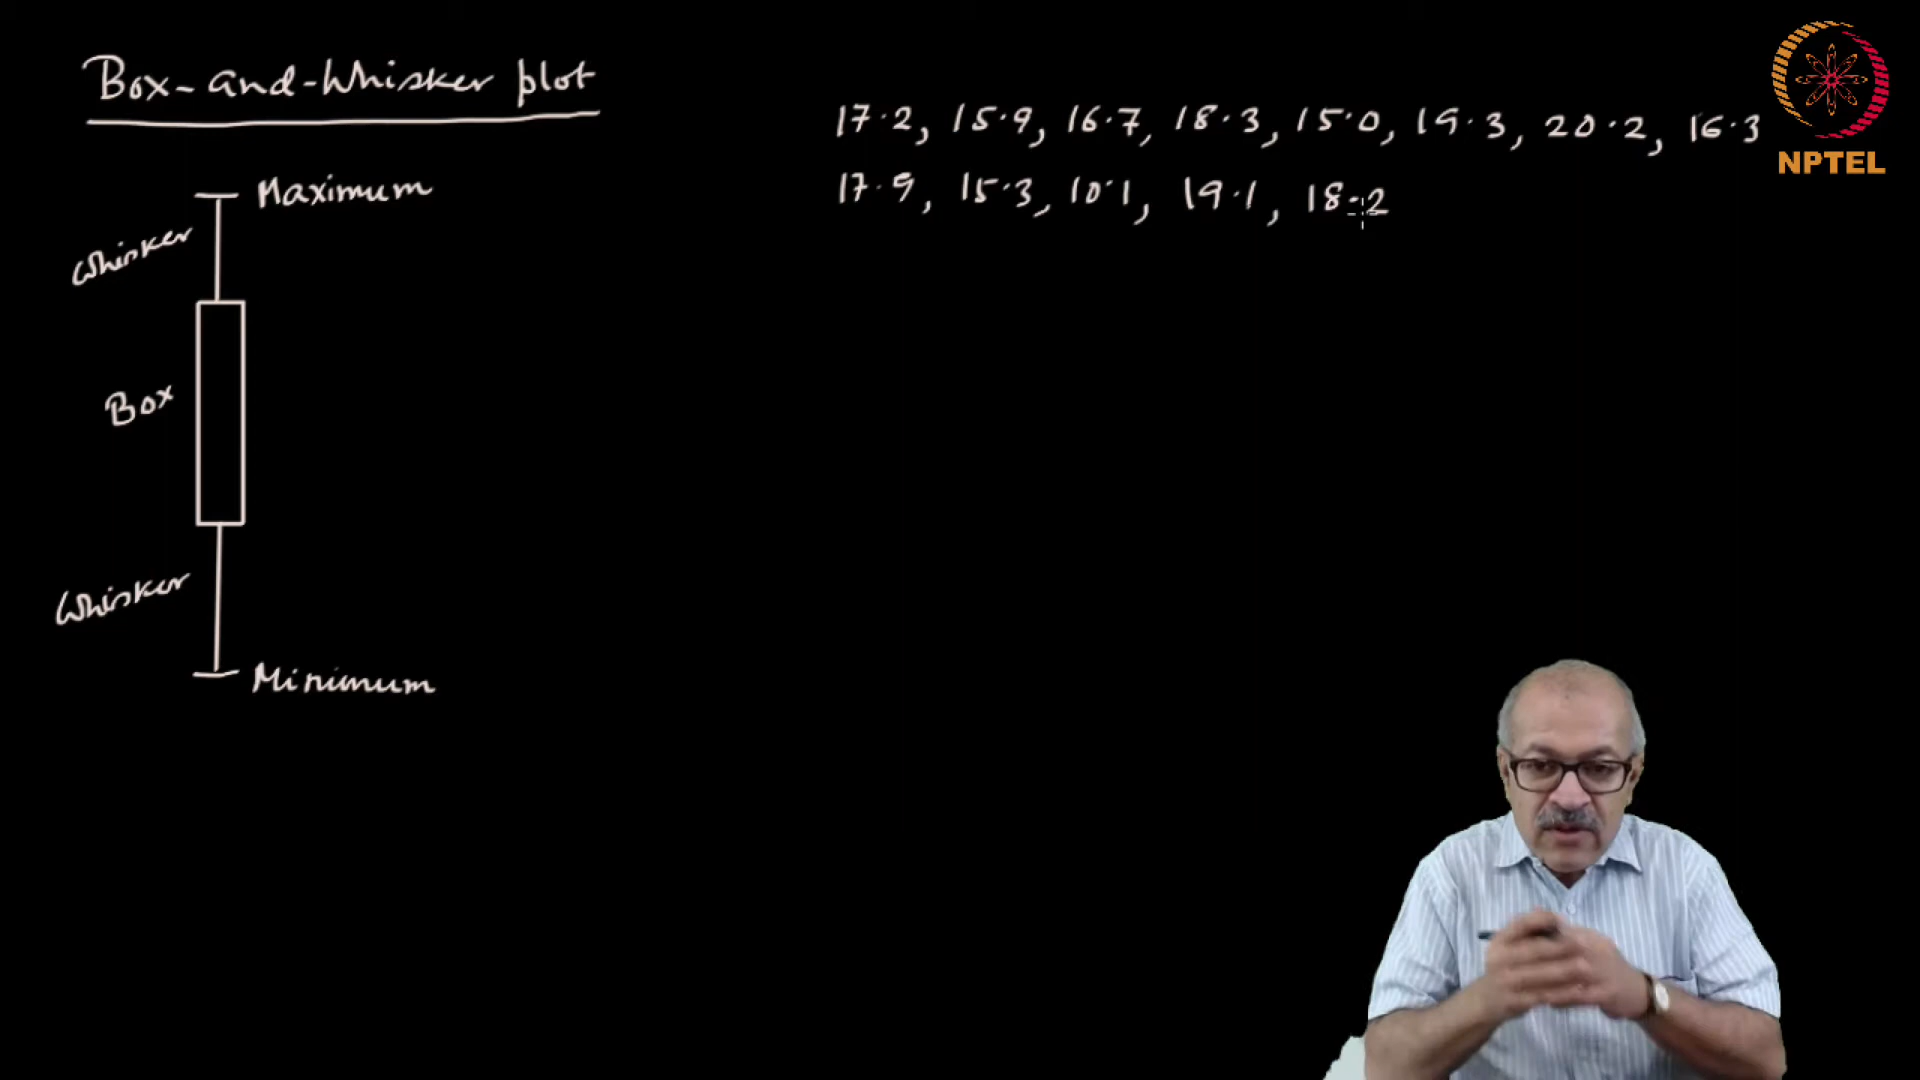 Box-and-Whisker plot
17.2, 15.9, 16.7, 18.3, 15.0, 19.3, 20.2, 16.3
NPTEL
17.9, 15.3, 10.1, 19.1, 18.2
Maximum
Whisker
Box
Whisker
Minimum